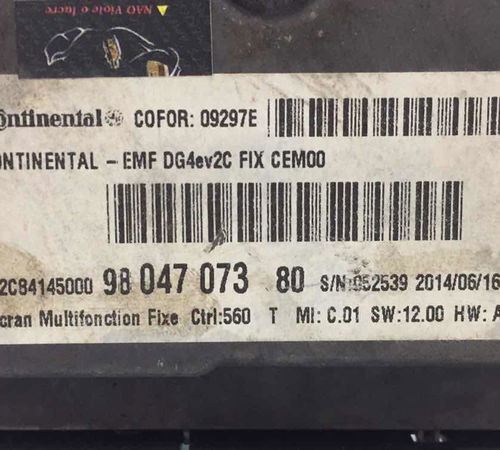 NÃO Viole o lacre
Continental COFOR: 09297E
ONTINENTAL - EMF DG4ev2C FIX CEM00
2C84145000 98 047 073 80 S/N:052539 2014/06/16
cran Multifonction Fixe Ctrl:560 T MI: C.01 SW:12.00 HW: A